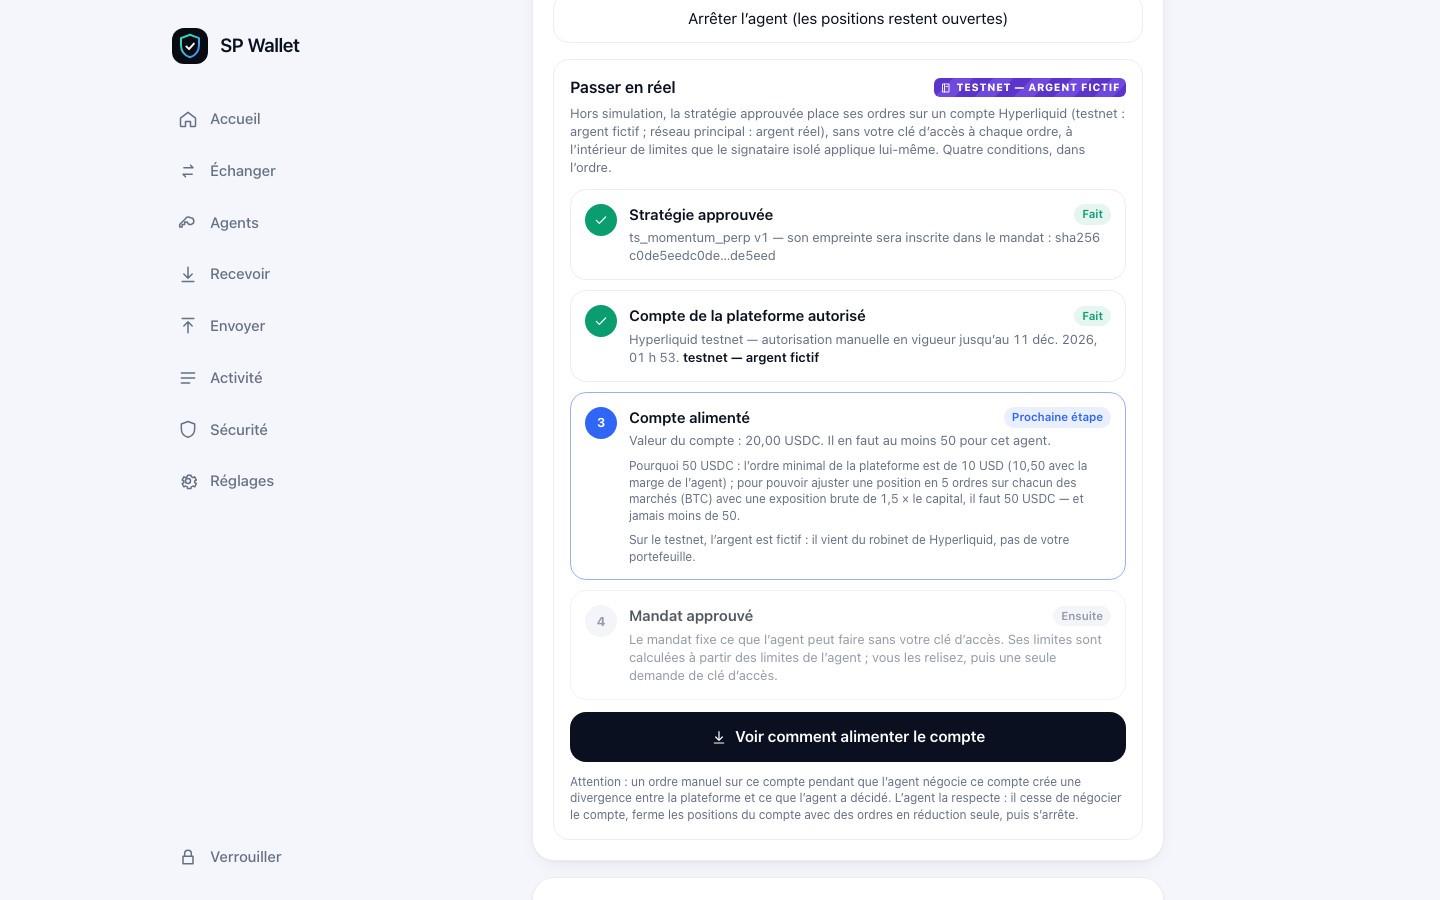 SP Wallet
Accueil
Échanger
Agents
Recevoir
Envoyer
Activité
Sécurité
Réglages
Verrouiller
Arrêter l’agent (les positions restent ouvertes)
Passer en réel
TESTNET — ARGENT FICTIF
Hors simulation, la stratégie approuvée place ses ordres sur un compte Hyperliquid (testnet :
argent fictif ; réseau principal : argent réel), sans votre clé d’accès à chaque ordre, à
l’intérieur de limites que le signataire isolé applique lui-même. Quatre conditions, dans
l’ordre.
Stratégie approuvée
Fait
ts_momentum_perp v1 — son empreinte sera inscrite dans le mandat : sha256
c0de5eedc0de…de5eed
Compte de la plateforme autorisé
Fait
Hyperliquid testnet — autorisation manuelle en vigueur jusqu’au 11 déc. 2026,
01 h 53. testnet — argent fictif
3
Compte alimenté
Prochaine étape
Valeur du compte : 20,00 USDC. Il en faut au moins 50 pour cet agent.
Pourquoi 50 USDC : l’ordre minimal de la plateforme est de 10 USD (10,50 avec la
marge de l’agent) ; pour pouvoir ajuster une position en 5 ordres sur chacun des
marchés (BTC) avec une exposition brute de 1,5 × le capital, il faut 50 USDC — et
jamais moins de 50.
Sur le testnet, l’argent est fictif : il vient du robinet de Hyperliquid, pas de votre
portefeuille.
4
Mandat approuvé
Ensuite
Le mandat fixe ce que l’agent peut faire sans votre clé d’accès. Ses limites sont
calculées à partir des limites de l’agent ; vous les relisez, puis une seule
demande de clé d’accès.
Voir comment alimenter le compte
Attention : un ordre manuel sur ce compte pendant que l’agent négocie ce compte crée une
divergence entre la plateforme et ce que l’agent a décidé. L’agent la respecte : il cesse de négocier
le compte, ferme les positions du compte avec des ordres en réduction seule, puis s’arrête.